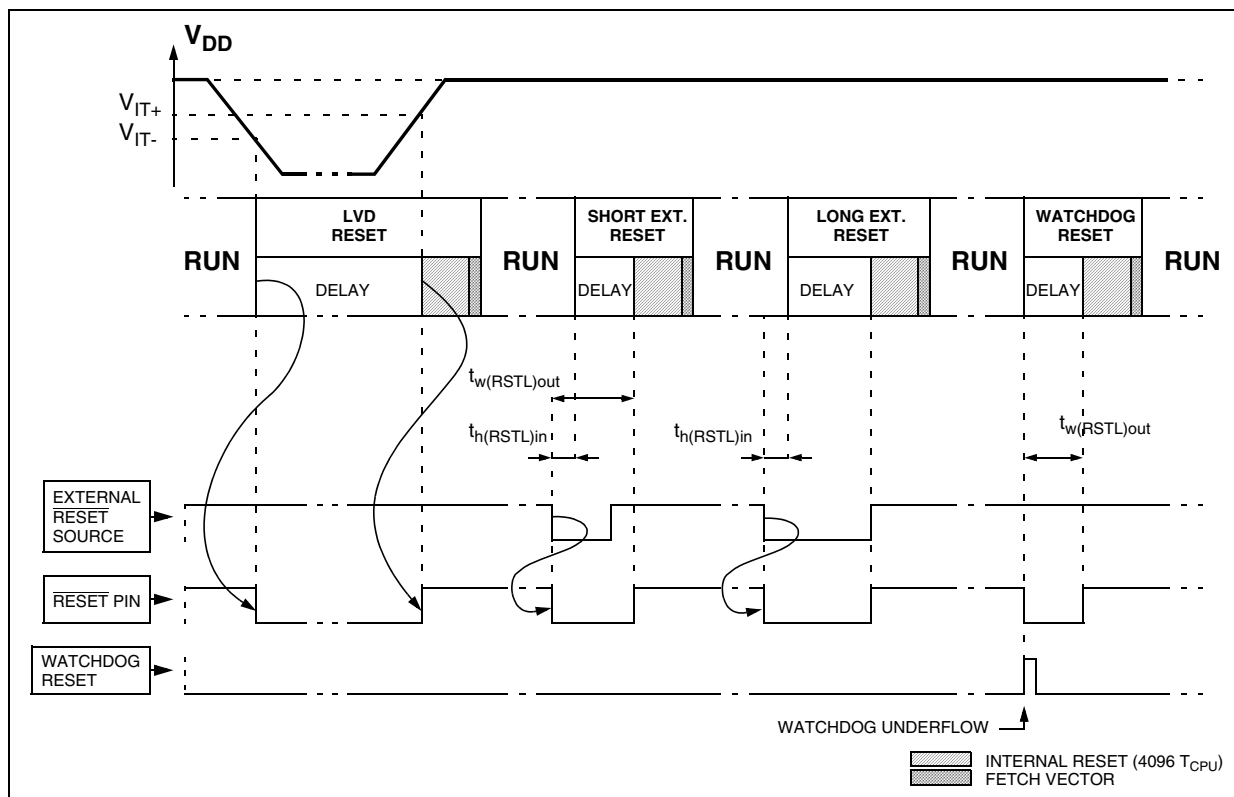 VDD
VIT+
VIT-
LVD
RESET
SHORT EXT.
RESET
LONG EXT.
RESET
WATCHDOG
RESET
RUN
RUN
RUN
RUN
RUN
DELAY
DELAY
DELAY
DELAY
tw(RSTL)out
th(RSTL)in
th(RSTL)in
tw(RSTL)out
EXTERNAL
RESET
SOURCE
RESET PIN
WATCHDOG
RESET
WATCHDOG UNDERFLOW
INTERNAL RESET (4096 TCPU)
FETCH VECTOR